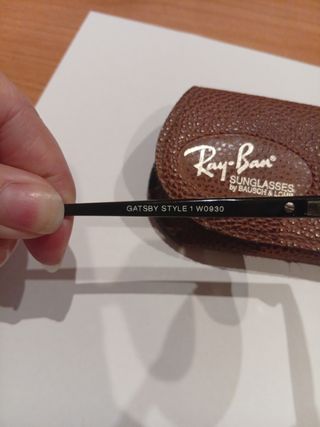 Ray-Ban
SUNGLASSES
by BAUSCH & LOMB
GATSBY STYLE 1 W0930